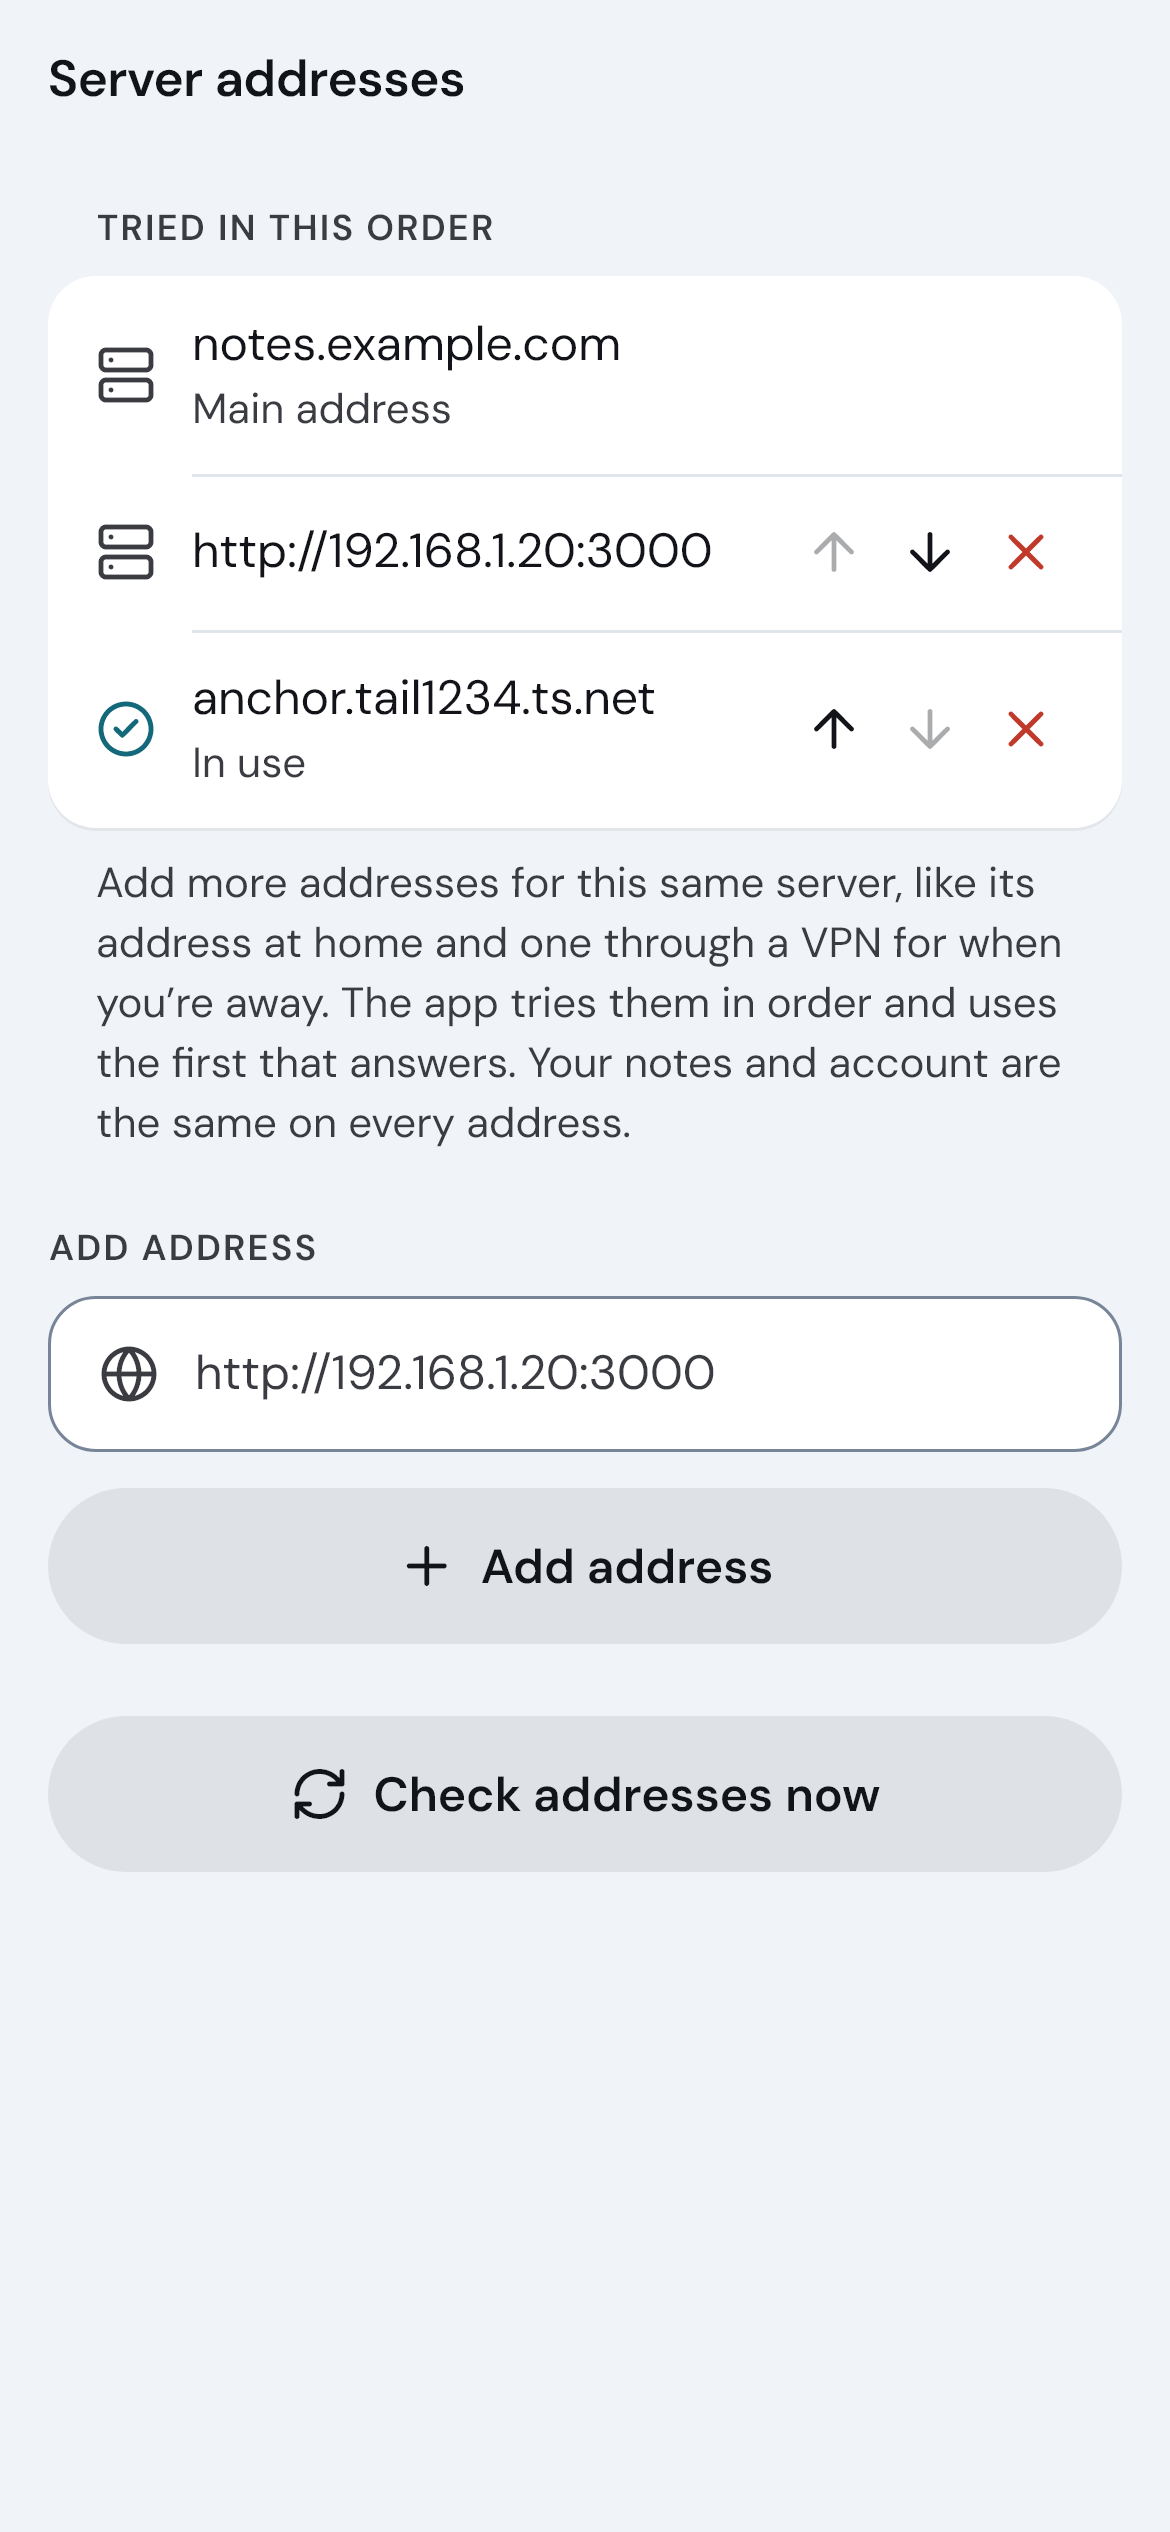 Server addresses
TRIED IN THIS ORDER
notes.example.com
Main address
http://192.168.1.20:3000
anchor.tail1234.ts.net
In use
Add more addresses for this same server, like its
address at home and one through a VPN for when
you’re away. The app tries them in order and uses
the first that answers. Your notes and account are
the same on every address.
ADD ADDRESS
http://192.168.1.20:3000
Add address
Check addresses now